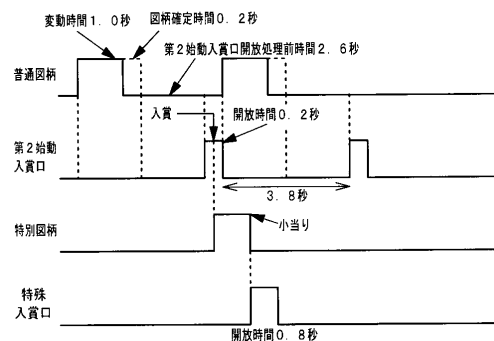 変動時間1.0秒
図柄確定時間0.2秒
第2始動入賞口開放処理前時間2.6秒
普通図柄
入賞
開放時間0.2秒
第2始動
入賞口
3.8秒
特別図柄
小当り
特殊
入賞口
開放時間0.8秒